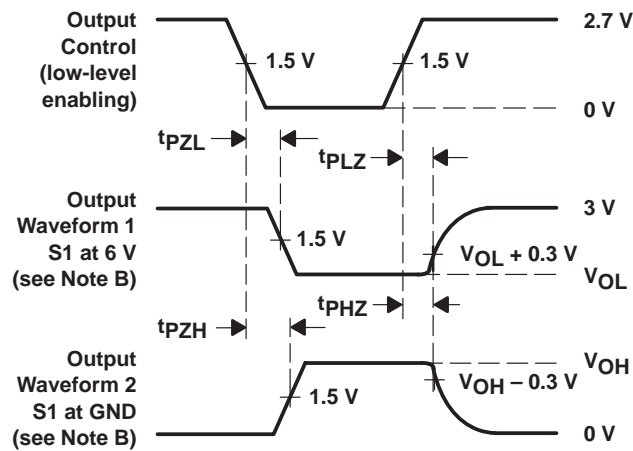 Output
Control
(low-level
enabling)
2.7 V
1.5 V
1.5 V
0 V
tPZL
tPLZ
Output
Waveform 1
S1 at 6 V
(see Note B)
3 V
1.5 V
VOL + 0.3 V
VOL
tPHZ
tPZH
Output
Waveform 2
S1 at GND
(see Note B)
VOH
VOH – 0.3 V
1.5 V
0 V